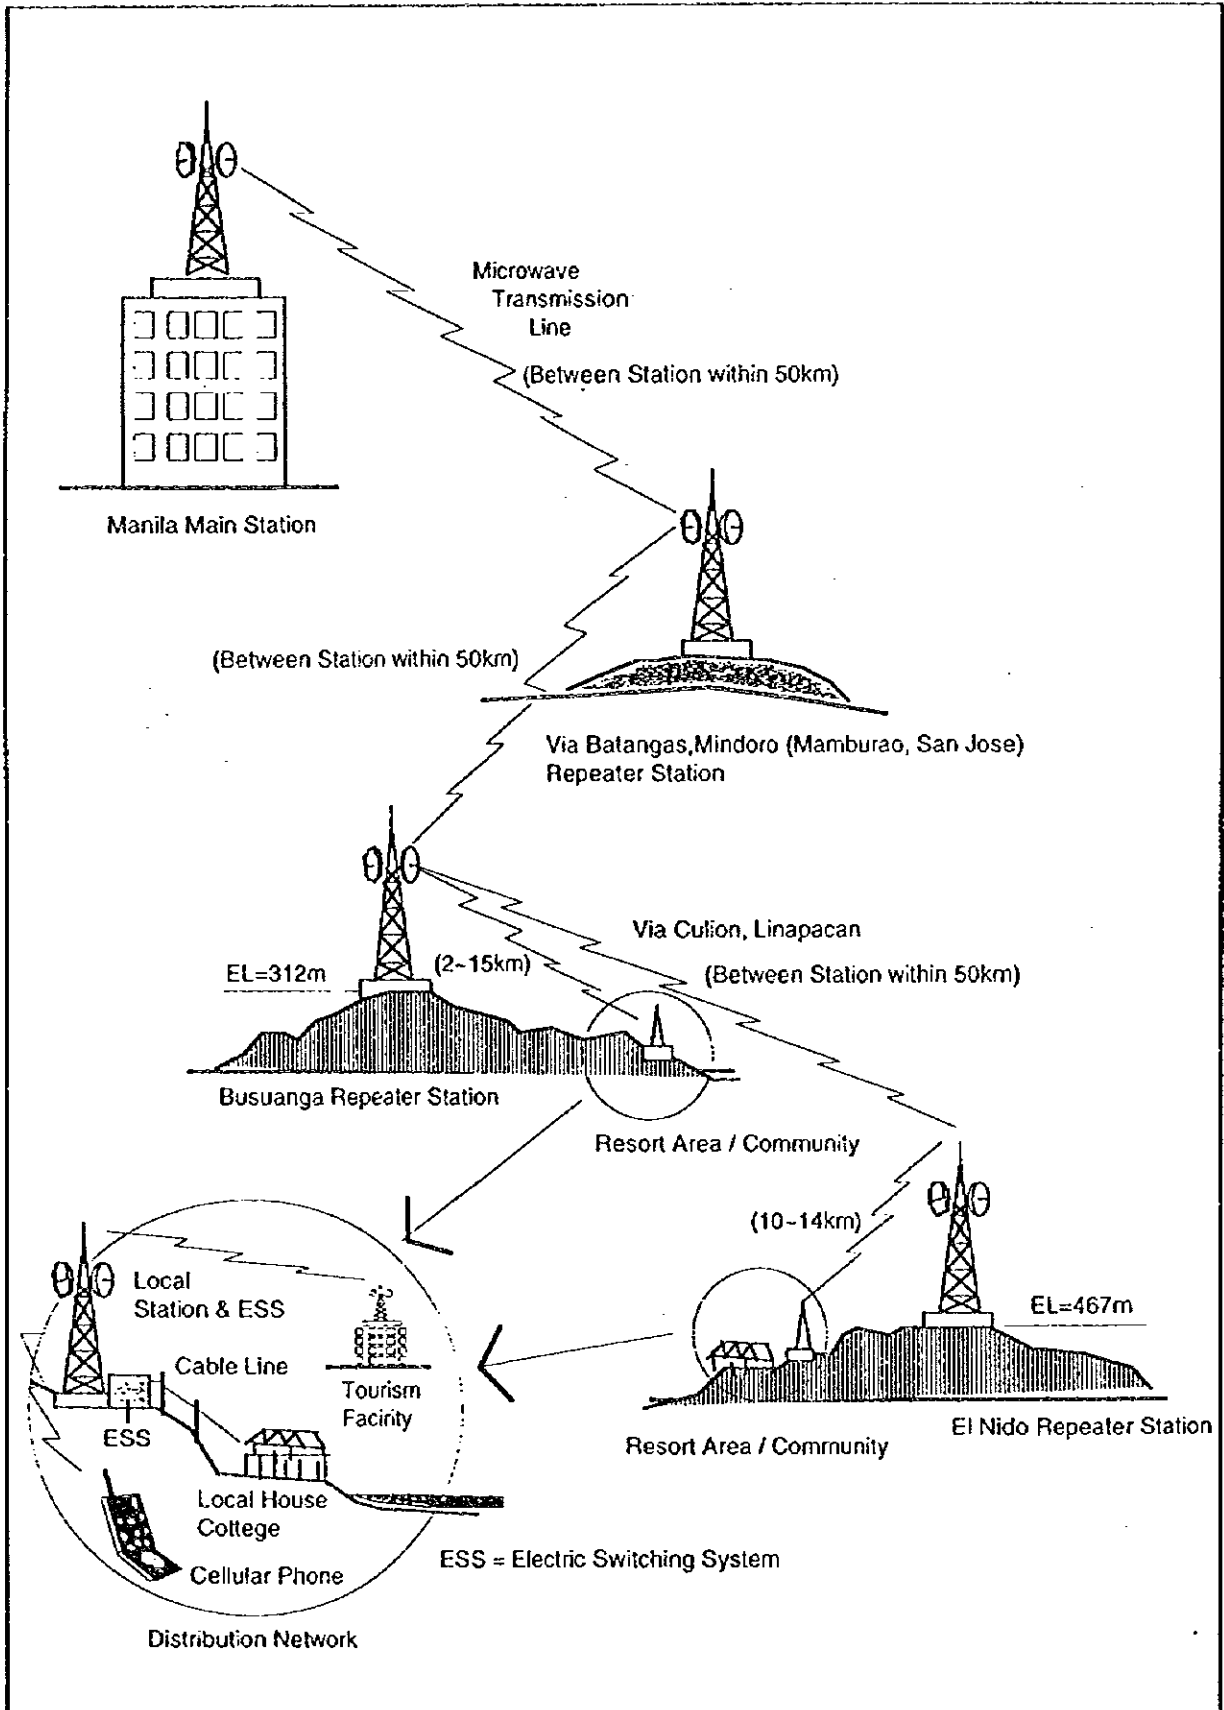 Microwave
Transmission
Line
(Between Station within 50km)
Manila Main Station
(Between Station within 50km)
Via Batangas,Mindoro (Mamburao, San Jose)
Repeater Station
Via Culion, Linapacan
(2~15km)
(Between Station within 50km)
EL=312m
Busuanga Repeater Station
Resort Area / Community
(10~14km)
Local
Station & ESS
EL=467m
Cable Line
Tourism
Facirity
ESS
El Nido Repeater Station
Resort Area / Community
Local House
Cottege
ESS = Electric Switching System
Cellular Phone
Distribution Network